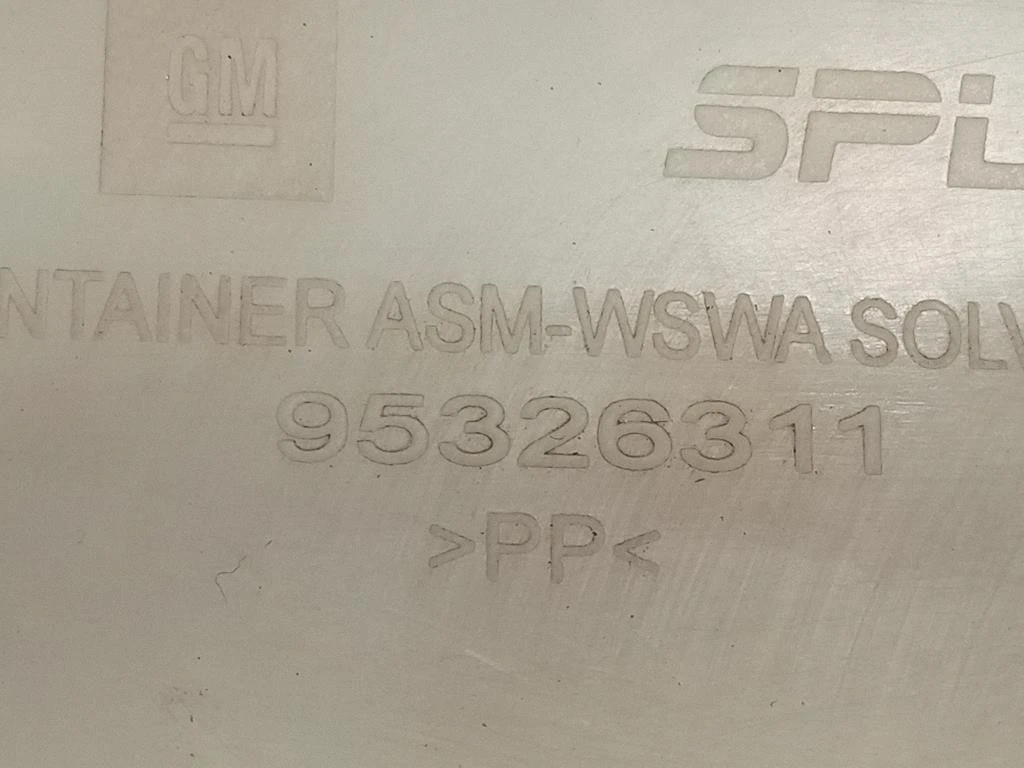 GM
SPL
NTAINER ASM-WSWA SOLV
95326311
>PP<